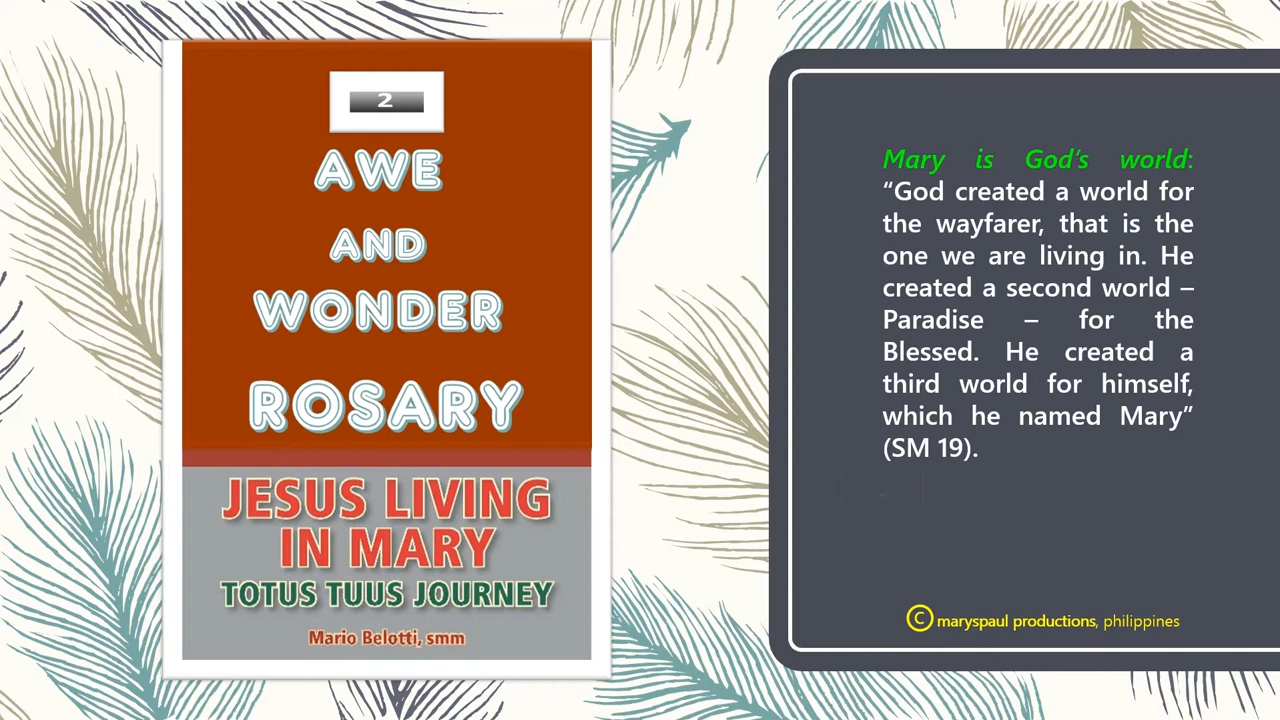 2
AWE
AND
WONDER
ROSARY
JESUS LIVING
IN MARY
TOTUS TUUS JOURNEY
Mario Belotti, smm
Mary is God's world:
“God created a world for
the wayfarer, that is the
one we are living in. He
created a second world –
Paradise – for the
Blessed. He created a
third world for himself,
which he named Mary”
(SM 19).
© maryspaul productions, philippines